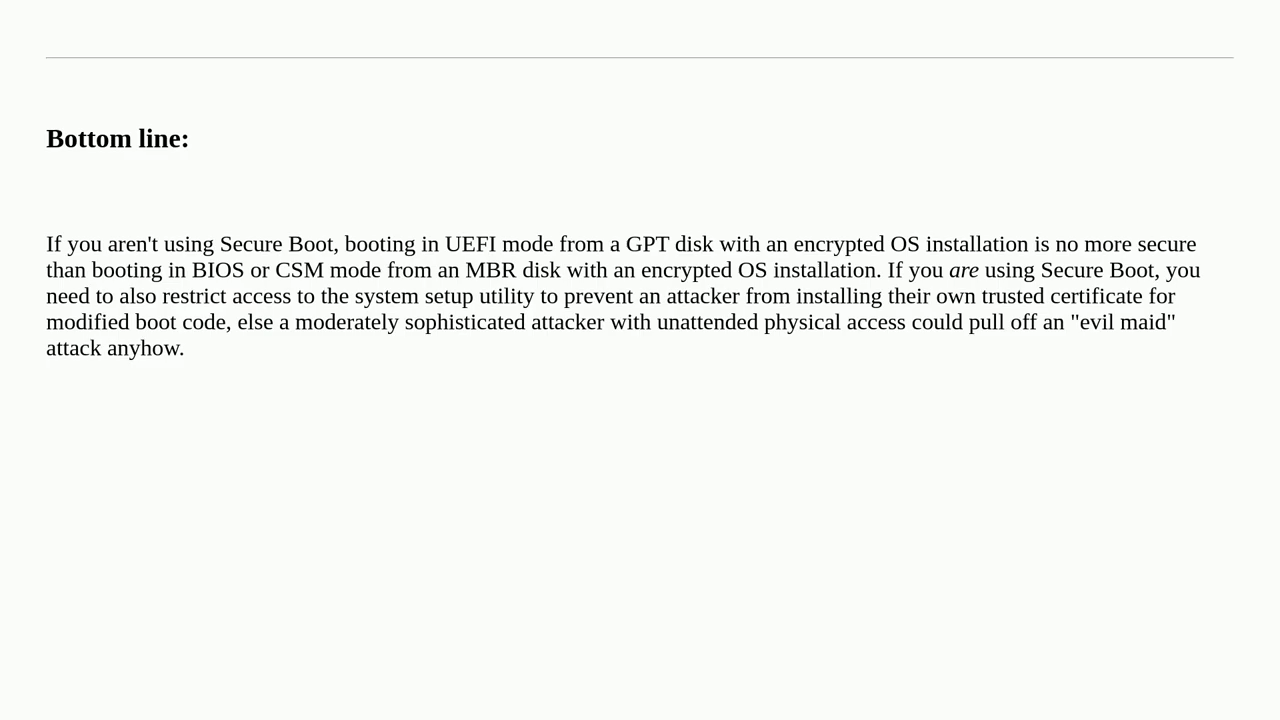 Bottom line:
If you aren't using Secure Boot, booting in UEFI mode from a GPT disk with an encrypted OS installation is no more secure
than booting in BIOS or CSM mode from an MBR disk with an encrypted OS installation. If you are using Secure Boot, you
need to also restrict access to the system setup utility to prevent an attacker from installing their own trusted certificate for
modified boot code, else a moderately sophisticated attacker with unattended physical access could pull off an "evil maid"
attack anyhow.